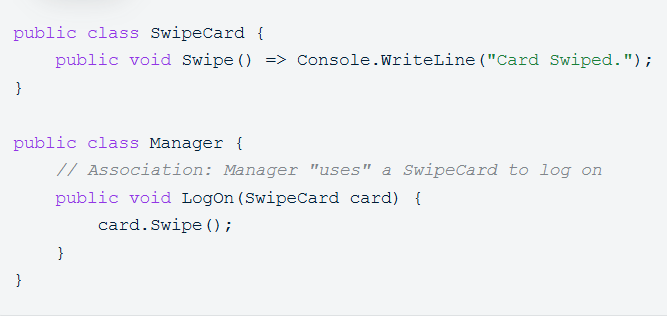 public class SwipeCard {
    public void Swipe() => Console.WriteLine("Card Swiped.");
}

public class Manager {
    // Association: Manager "uses" a SwipeCard to log on
    public void LogOn(SwipeCard card) {
        card.Swipe();
    }
}